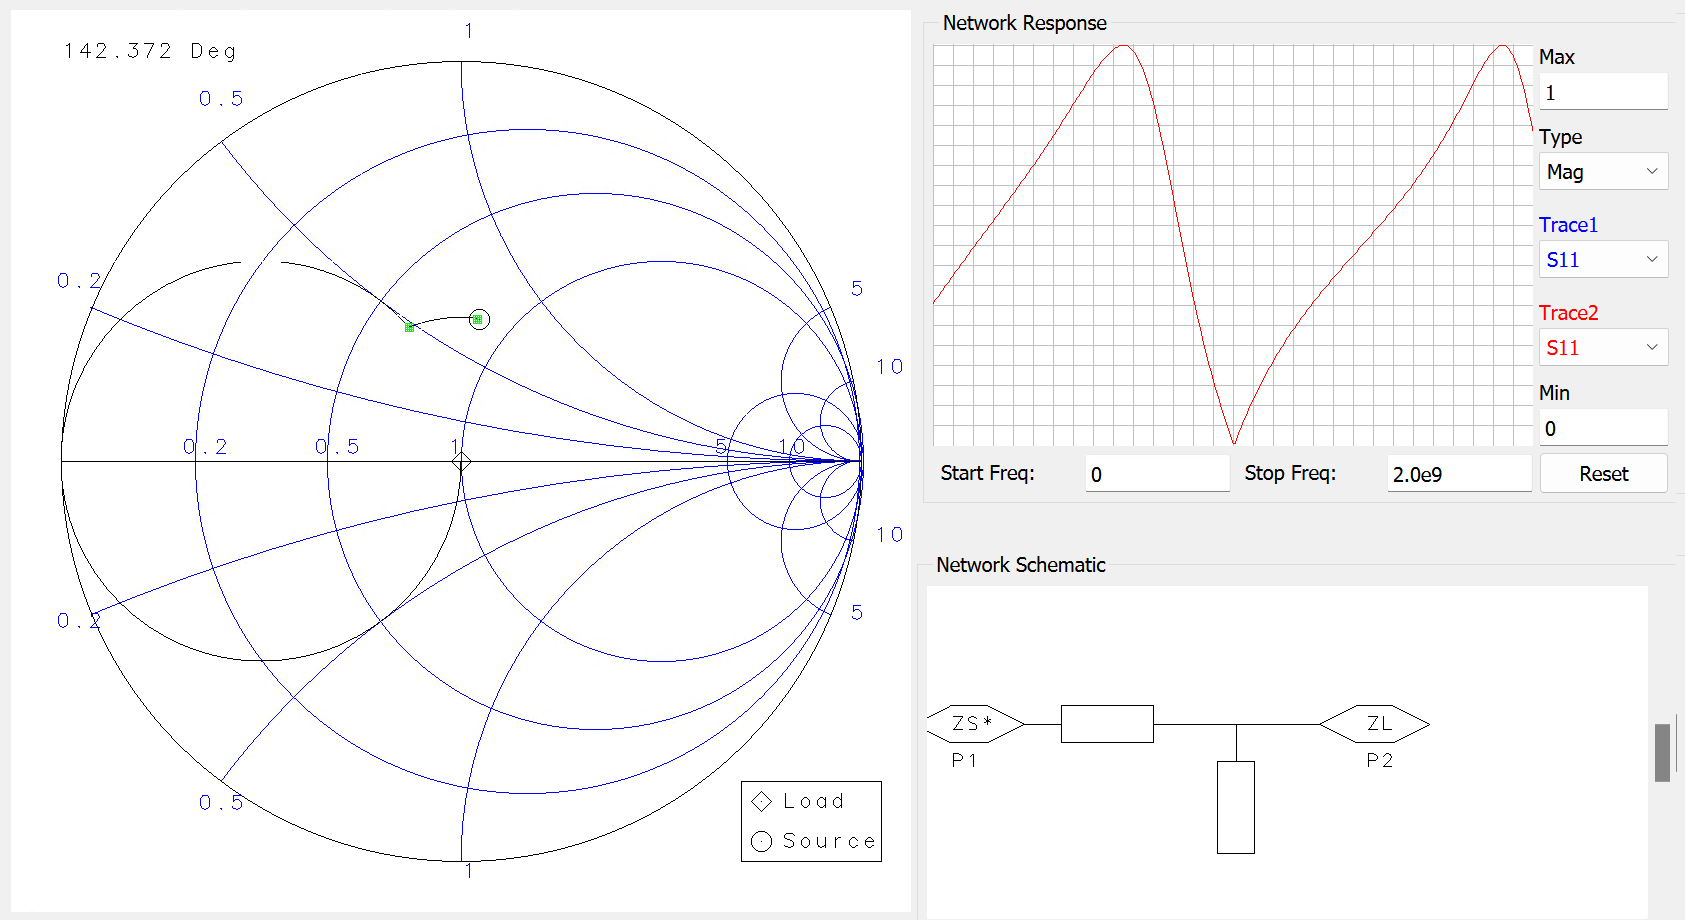 142.372 Deg
1
0.5
0.2
5
10
0.2
0.5
1
5
10
10
0.2
5
0.5
1
Load
Source
Network Response
Max
1
Type
Mag
Trace1
S11
Trace2
S11
Min
0
Start Freq:
0
Stop Freq:
2.0e9
Reset
Network Schematic
ZS*
ZL
P1
P2